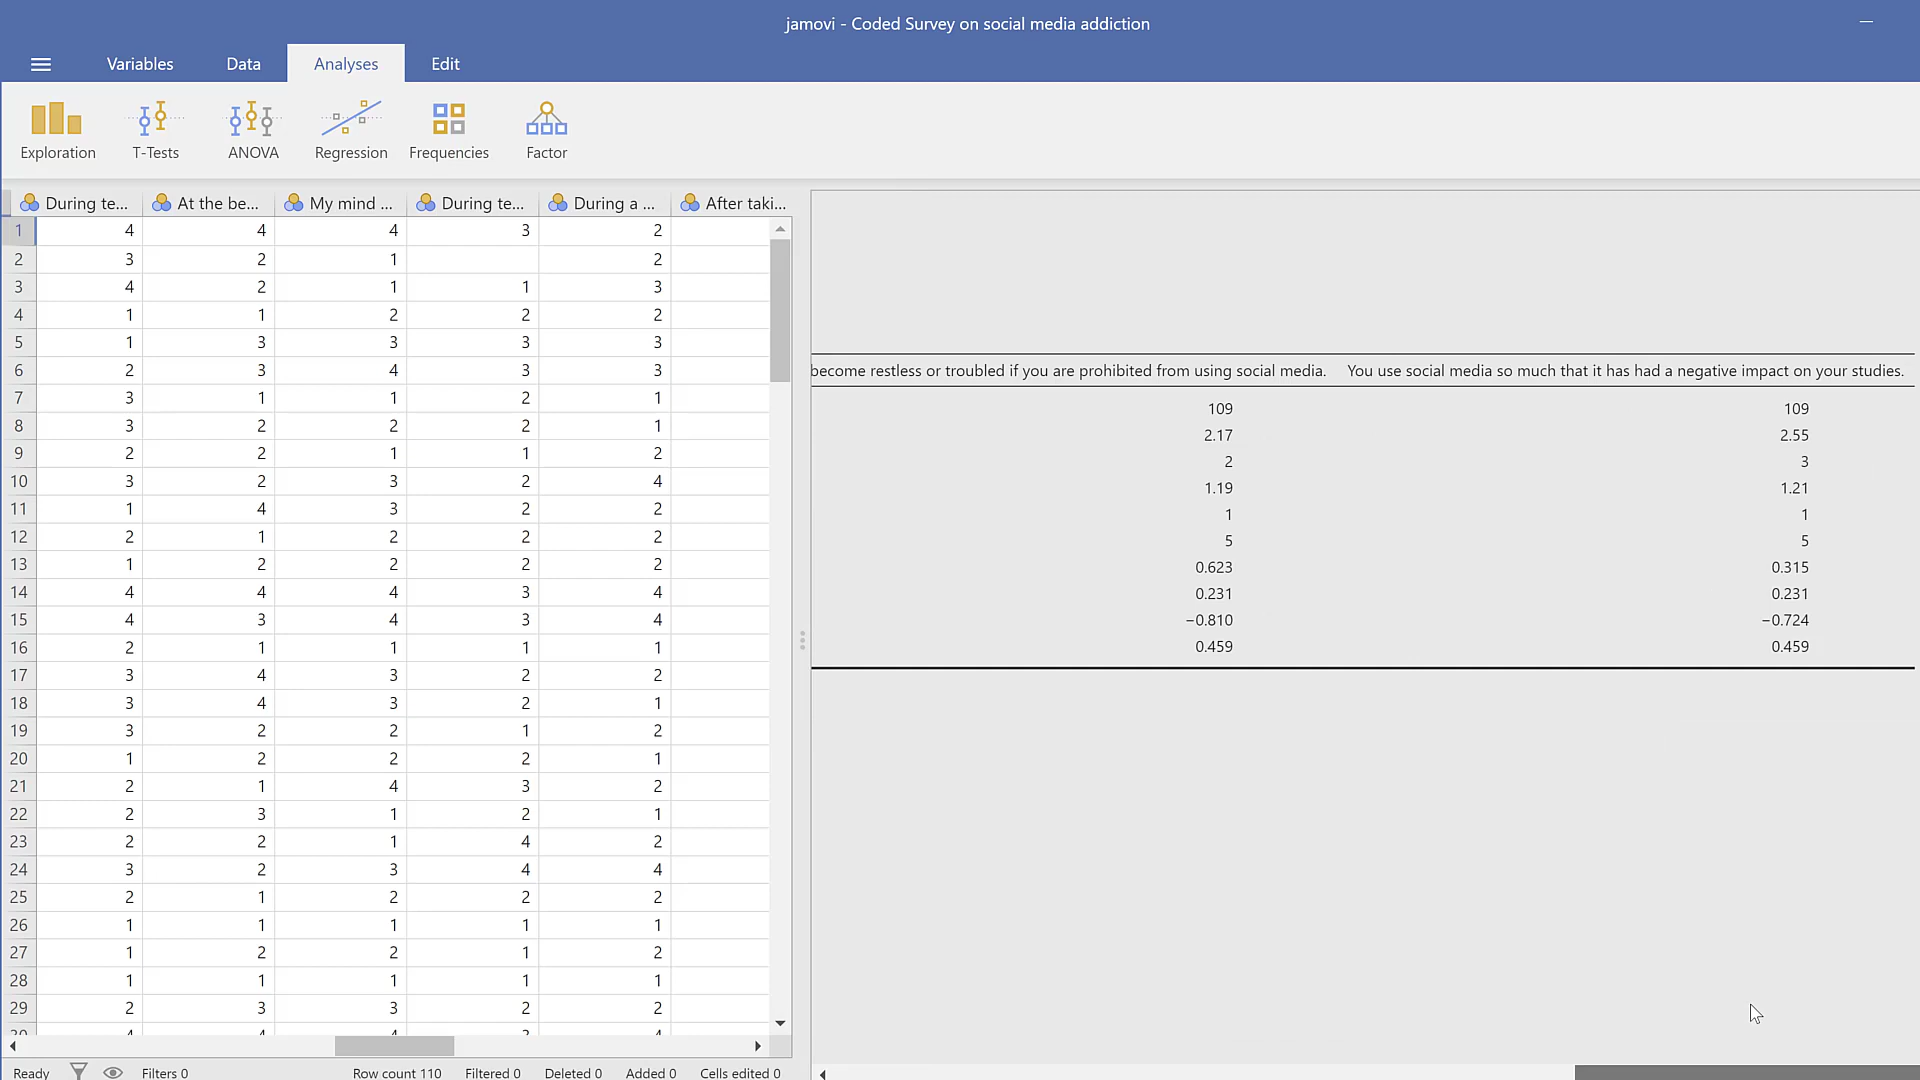 jamovi - Coded Survey on social media addiction
Variables Data Analyses Edit
Exploration T-Tests ANOVA Regression Frequencies Factor
During te... At the be... My mind ... During te... During a ... After taki...
1 4 4 4 3 2
2 3 2 1 2
3 4 2 1 1 3
4 1 1 2 2 2
5 1 3 3 3 3
6 2 3 4 3 3
7 3 1 1 2 1
8 3 2 2 2 1
9 2 2 1 1 2
10 3 2 3 2 4
11 1 4 3 2 2
12 2 1 2 2 2
13 1 2 2 2 2
14 4 4 4 3 4
15 4 3 4 3 4
16 2 1 1 1 1
17 3 4 3 2 2
18 3 4 3 2 1
19 3 2 2 1 2
20 1 2 2 2 1
21 2 1 4 3 2
22 2 3 1 2 1
23 2 2 1 4 2
24 3 2 3 4 4
25 2 1 2 2 2
26 1 1 1 1 1
27 1 2 2 1 2
28 1 1 1 1 1
29 2 3 3 2 2
become restless or troubled if you are prohibited from using social media. You use social media so much that it has had a negative impact on your studies.
109 109
2.17 2.55
2 3
1.19 1.21
1 1
5 5
0.623 0.315
0.231 0.231
−0.810 −0.724
0.459 0.459
Ready Filters 0 Row count 110 Filtered 0 Deleted 0 Added 0 Cells edited 0